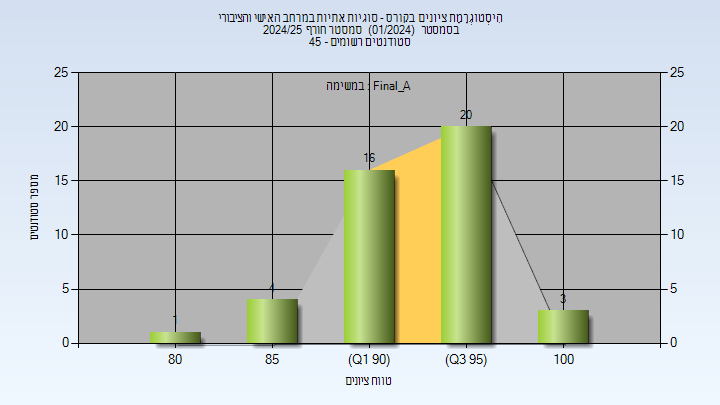 היסטוגרמת ציונים בקורס - סוגיות אתיות במרחב האישי והציבורי
בסמסטר (01/2024) סמסטר חורף 2024/25
סטודנטים רשומים - 45
במשימה : Final_A
25 25
20 20
15 15
10 10
5 5
0 0
1 4 16 20 3
80 85 (Q1 90) (Q3 95) 100
מספר סטודנטים
טווח ציונים